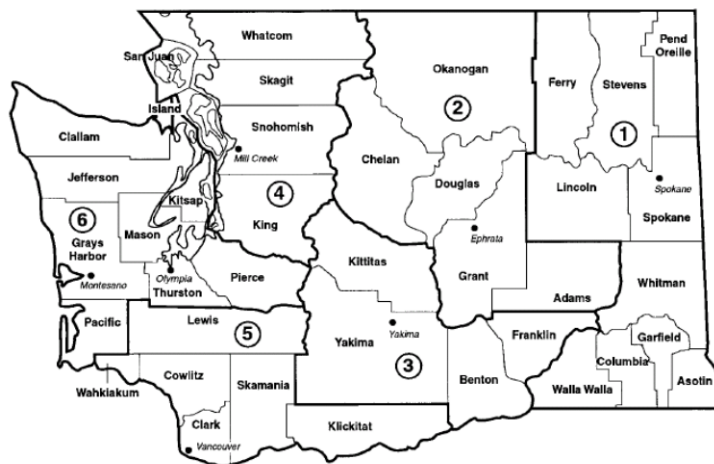 Whatcom
San Juan
Skagit
Island
Clallam
Snohomish
Mill Creek
Jefferson
Kitsap
4
King
6
Grays
Harbor
Montesano
Mason
Olympia
Thurston
Pierce
Pacific
Lewis
5
Wahkiakum
Cowlitz
Skamania
Clark
Vancouver
Okanogan
2
Chelan
Douglas
Ephrata
Grant
Kittitas
Yakima
Yakima
3
Klickitat
Benton
Franklin
Adams
Ferry
Stevens
Pend
Oreille
1
Lincoln
Spokane
Spokane
Whitman
Garfield
Columbia
Walla Walla
Asotin